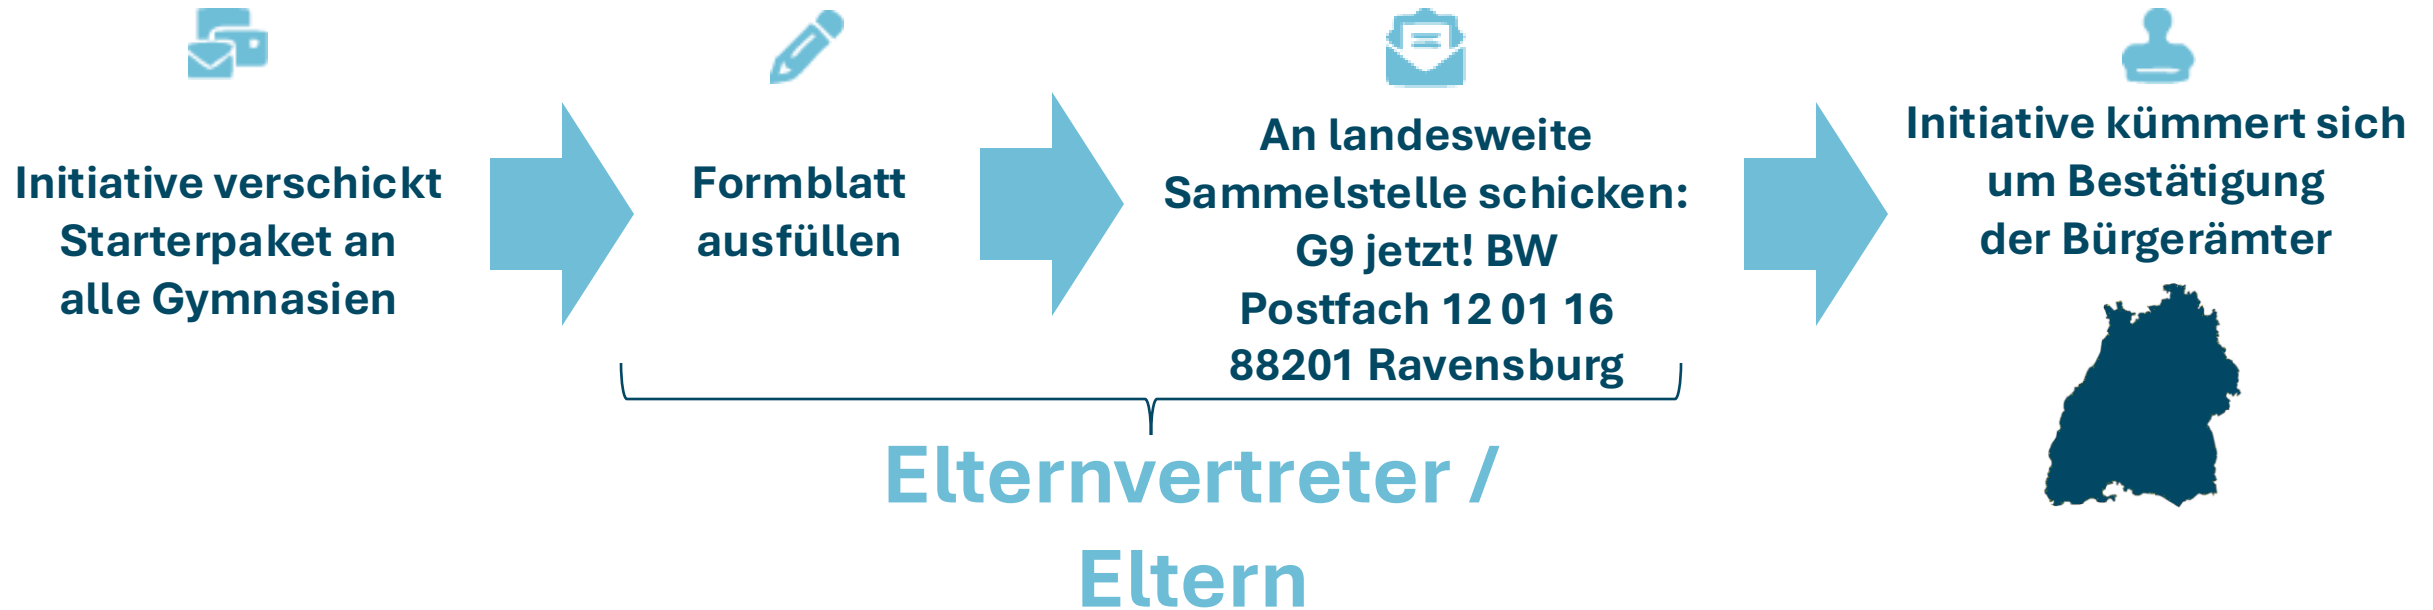 Initiative verschickt
Starterpaket an
alle Gymnasien
Formblatt
ausfüllen
An landesweite
Sammelstelle schicken:
G9 jetzt! BW
Postfach 12 01 16
88201 Ravensburg
Initiative kümmert sich
um Bestätigung
der Bürgerämter
Elternvertreter /
Eltern